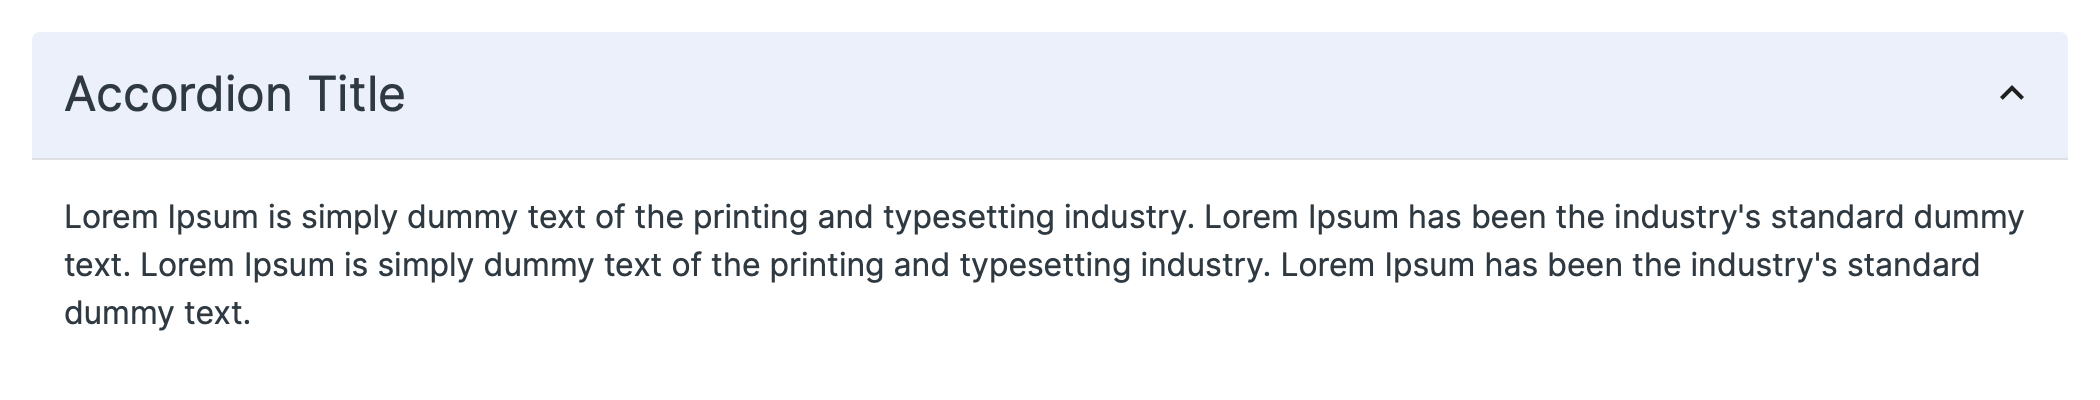 Accordion Title
Lorem Ipsum is simply dummy text of the printing and typesetting industry. Lorem Ipsum has been the industry's standard dummy
text. Lorem Ipsum is simply dummy text of the printing and typesetting industry. Lorem Ipsum has been the industry's standard
dummy text.